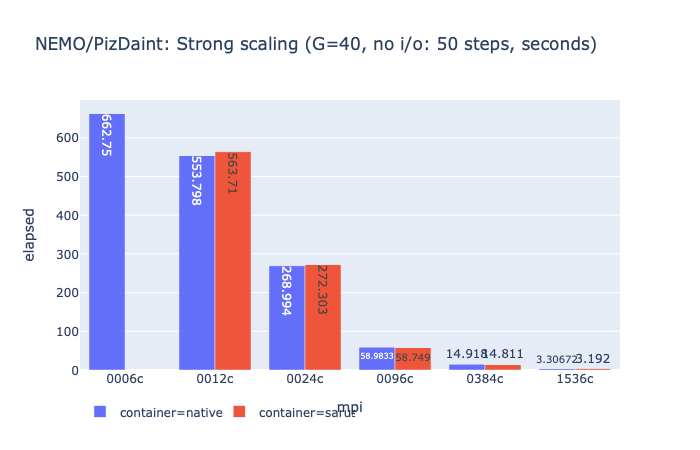 NEMO/PizDaint: Strong scaling (G=40, no i/o: 50 steps, seconds)
elapsed
600
500
400
300
200
100
0
662.75
553.798
563.71
268.994
272.303
58.9833
58.749
14.918
14.811
3.30672
3.192
0006c
0012c
0024c
0096c
0384c
1536c
mpi
container=native
container=sarus